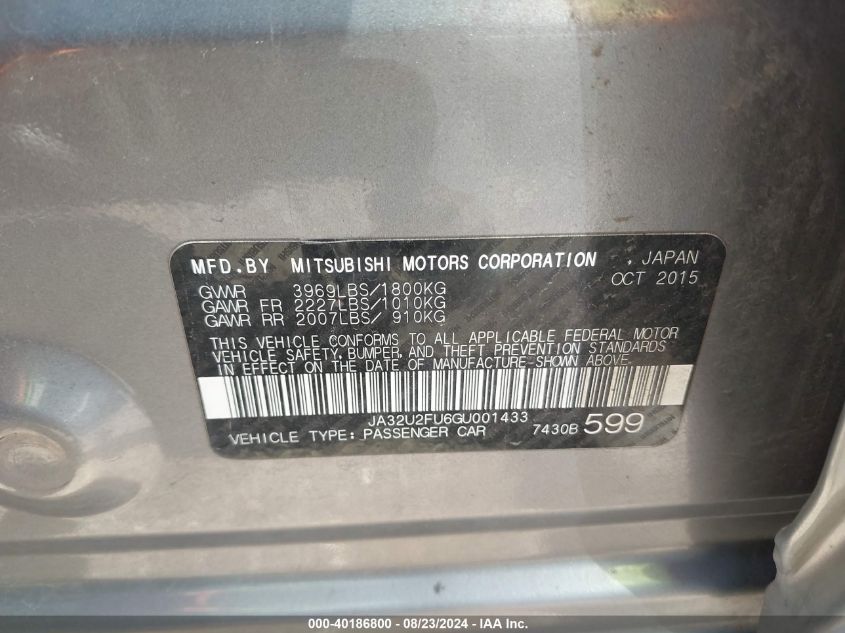 MFD.BY MITSUBISHI MOTORS CORPORATION , JAPAN
OCT 2015
GVWR 3969LBS/1800KG
GAWR FR 2227LBS/1010KG
GAWR RR 2007LBS/ 910KG
THIS VEHICLE CONFORMS TO ALL APPLICABLE FEDERAL MOTOR
VEHICLE SAFETY, BUMPER, AND THEFT PREVENTION STANDARDS
IN EFFECT ON THE DATE OF MANUFACTURE SHOWN ABOVE.
JA32U2FU6GU001433
VEHICLE TYPE: PASSENGER CAR 7430B 599
000-40186800 - 08/23/2024 - IAA Inc.